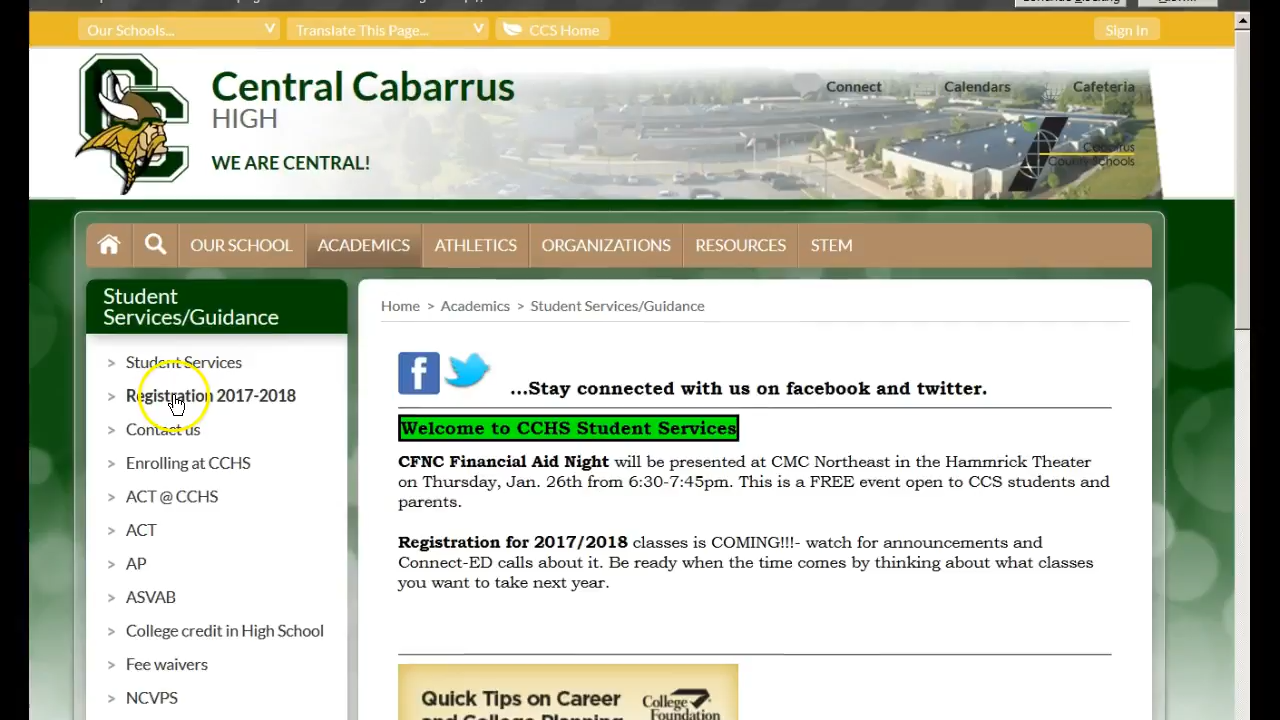 Our Schools...
Translate This Page...
CCS Home
Sign In
Central Cabarrus
HIGH
WE ARE CENTRAL!
Connect
Calendars
Cafeteria
Cabarrus
County Schools
OUR SCHOOL
ACADEMICS
ATHLETICS
ORGANIZATIONS
RESOURCES
STEM
Student
Services/Guidance
> Student Services
> Registration 2017-2018
> Contact us
> Enrolling at CCHS
> ACT @ CCHS
> ACT
> AP
> ASVAB
> College credit in High School
> Fee waivers
> NCVPS
Home > Academics > Student Services/Guidance
...Stay connected with us on facebook and twitter.
Welcome to CCHS Student Services
CFNC Financial Aid Night will be presented at CMC Northeast in the Hammrick Theater
on Thursday, Jan. 26th from 6:30-7:45pm. This is a FREE event open to CCS students and
parents.
Registration for 2017/2018 classes is COMING!!!- watch for announcements and
Connect-ED calls about it. Be ready when the time comes by thinking about what classes
you want to take next year.
Quick Tips on Career
and College Planning
College
Foundation